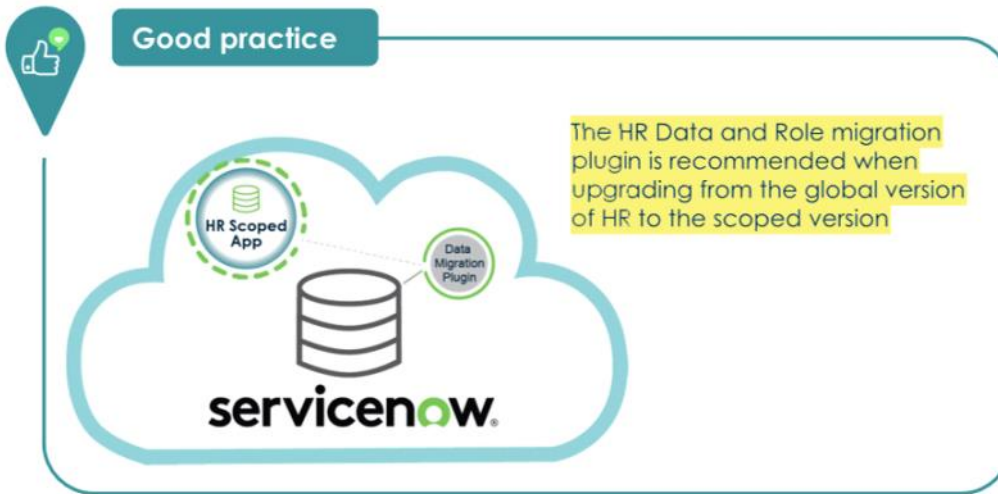 Good practice
The HR Data and Role migration
plugin is recommended when
upgrading from the global version
of HR to the scoped version
HR Scoped
App
Data
Migration
Plugin
servicenow®